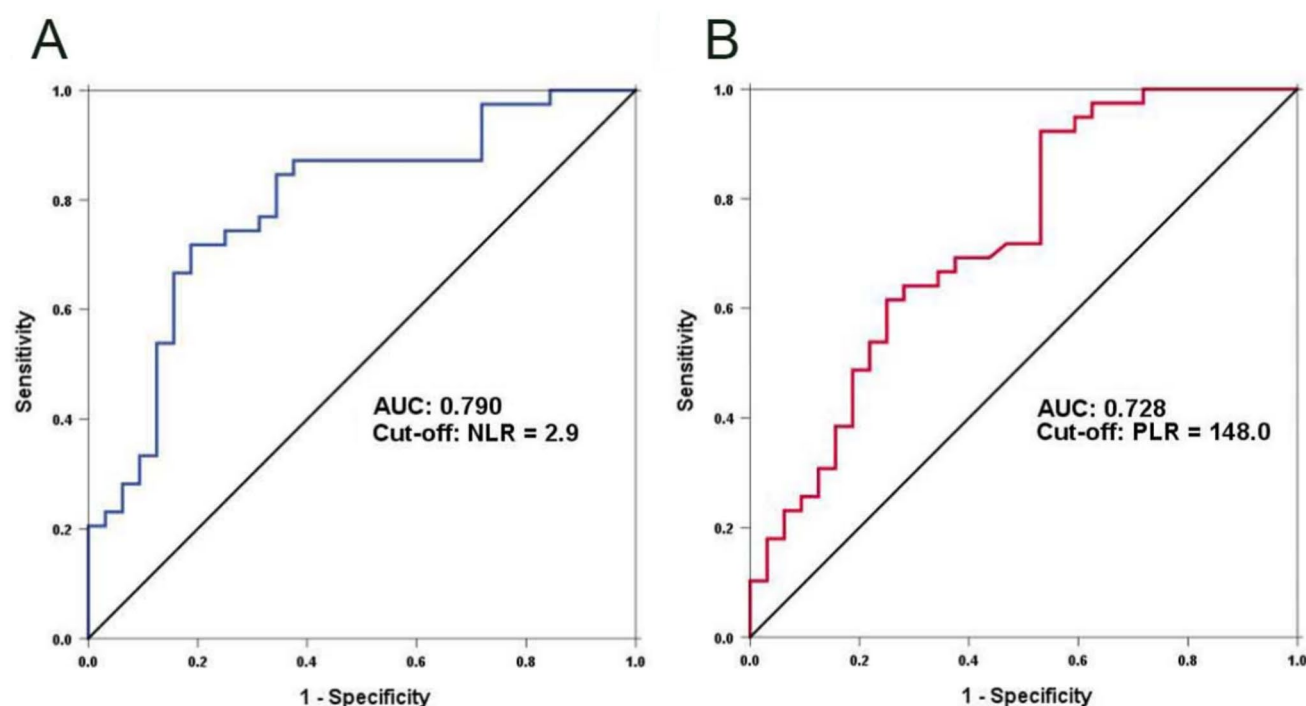 A
1.0
0.8
0.6
0.4
0.2
0.0
Sensitivity
AUC: 0.790
Cut-off: NLR = 2.9
0.0 0.2 0.4 0.6 0.8 1.0
1 - Specificity
B
1.0
0.8
0.6
0.4
0.2
0.0
Sensitivity
AUC: 0.728
Cut-off: PLR = 148.0
0.0 0.2 0.4 0.6 0.8 1.0
1 - Specificity